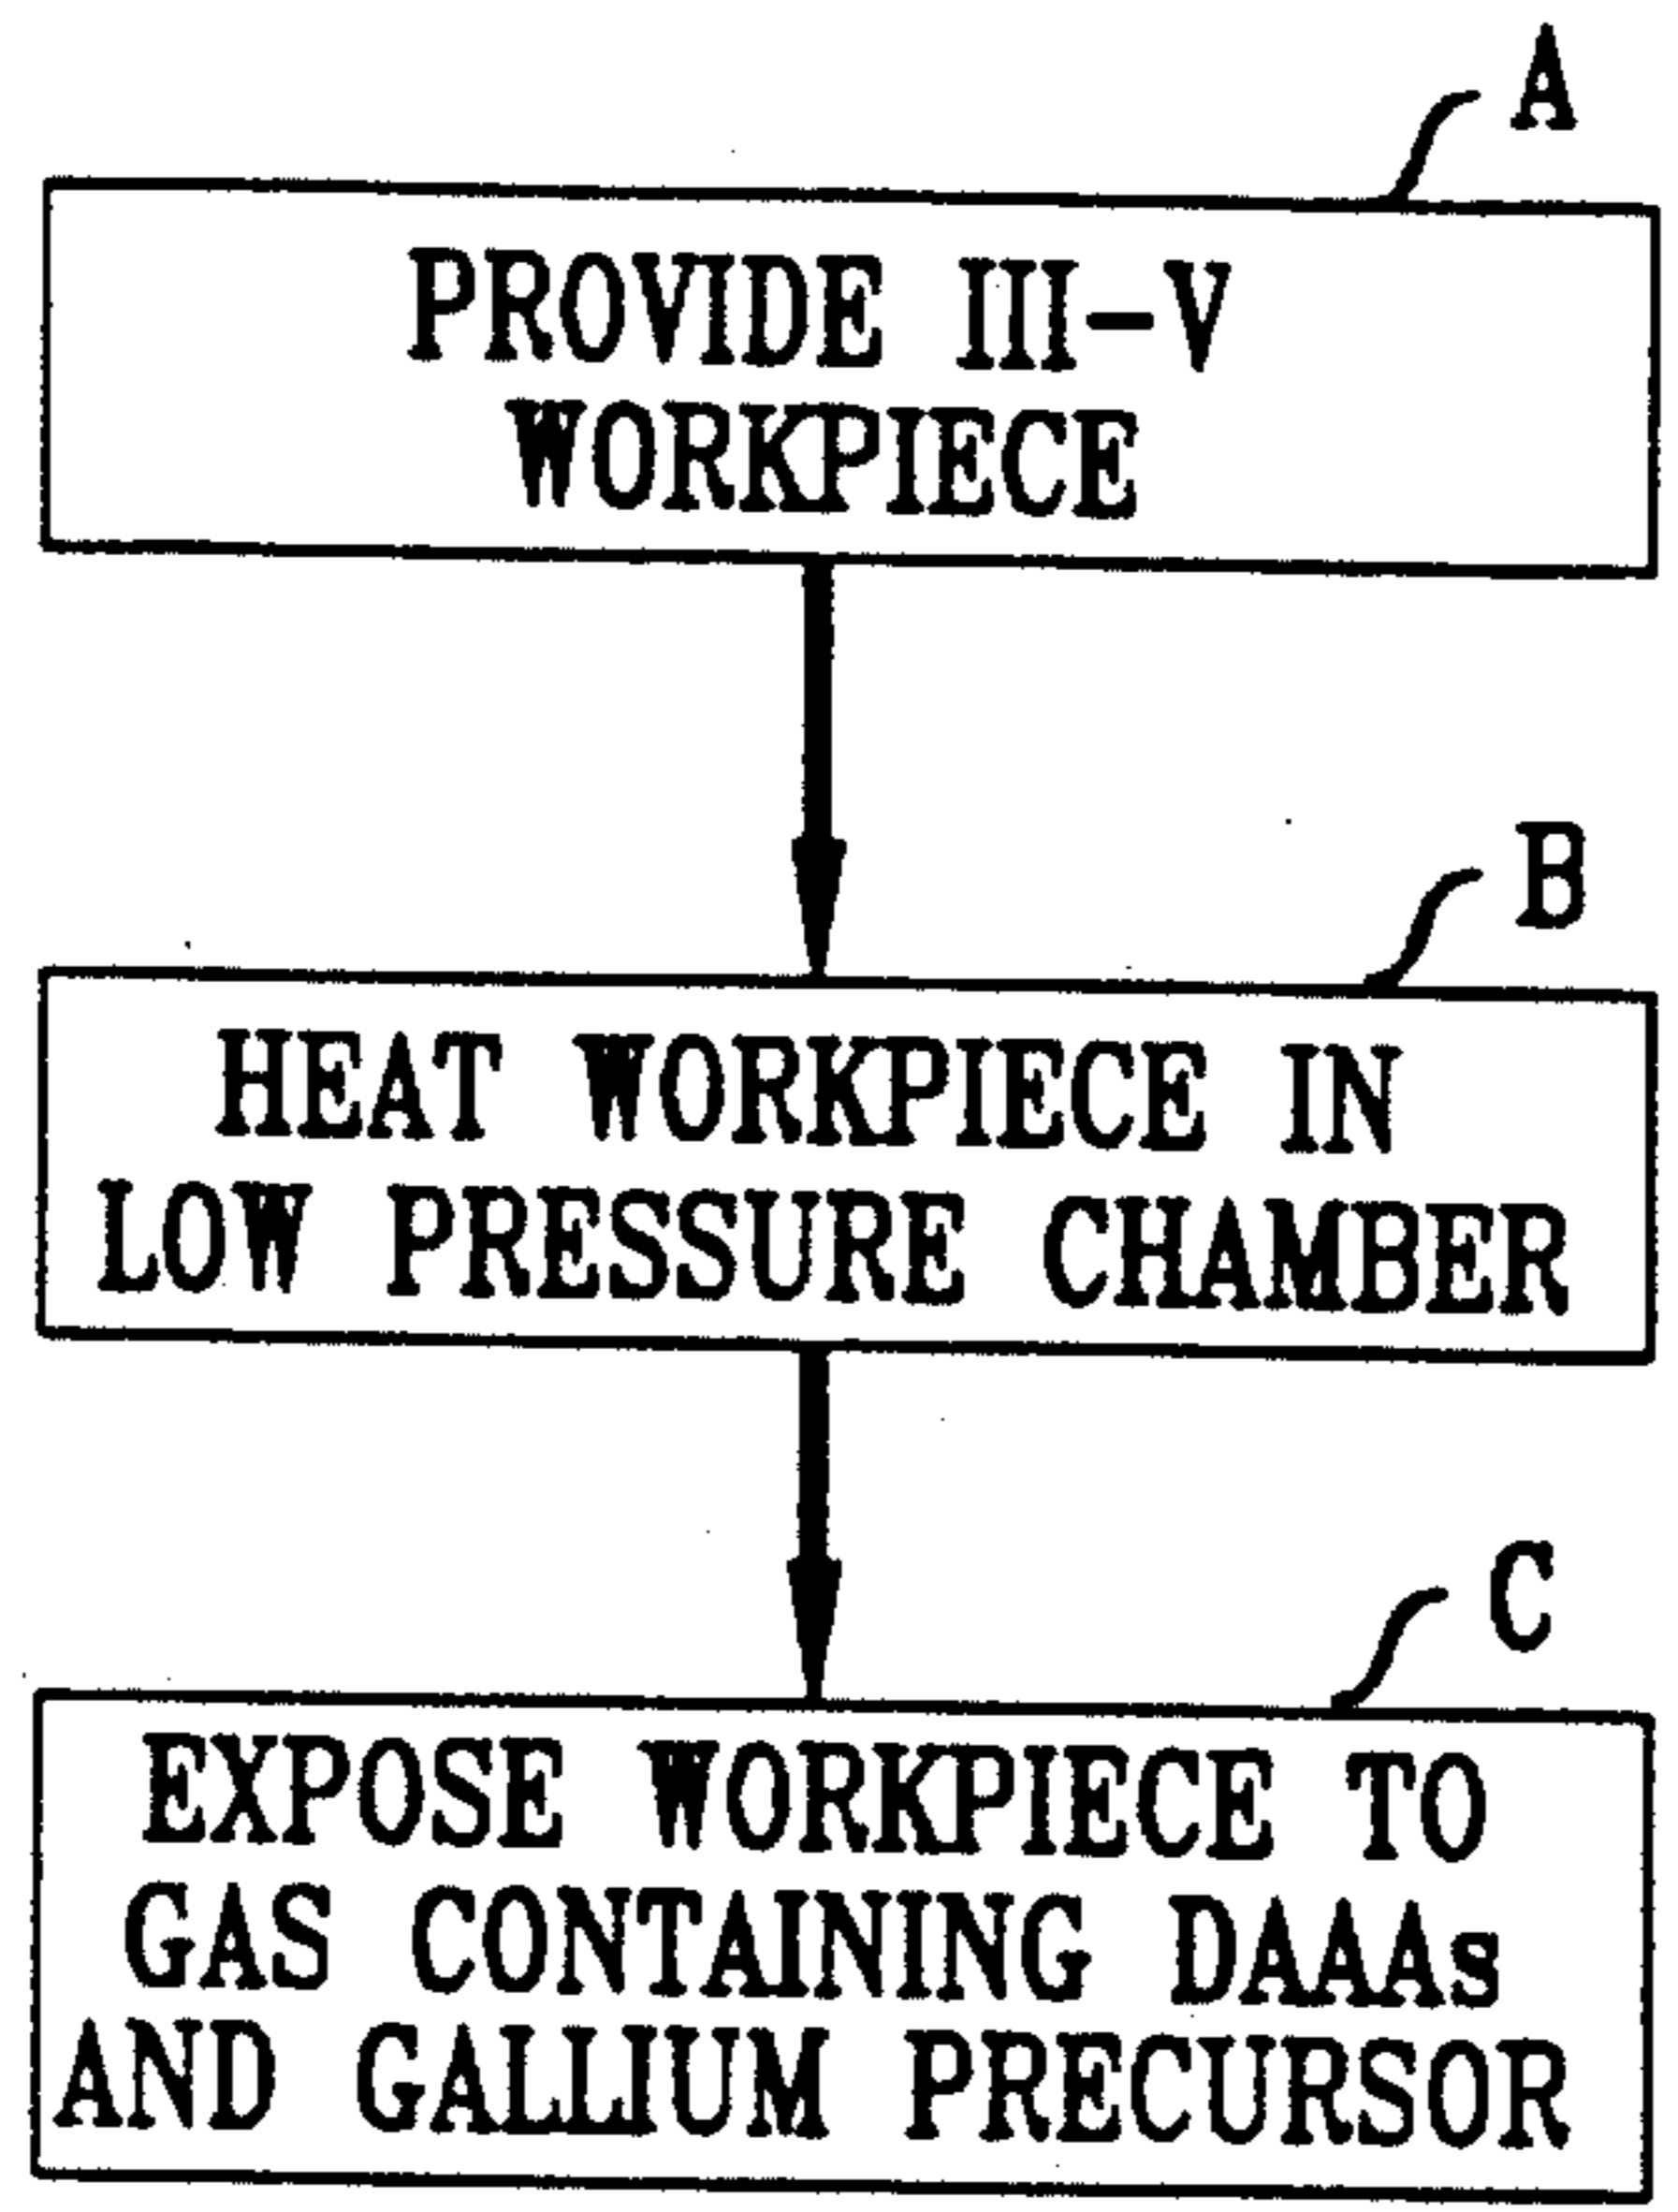 A
PROVIDE III-V
WORKPIECE
B
HEAT WORKPIECE IN
LOW PRESSURE CHAMBER
C
EXPOSE WORKPIECE TO
GAS CONTAINING DAAAs
AND GALLIUM PRECURSOR